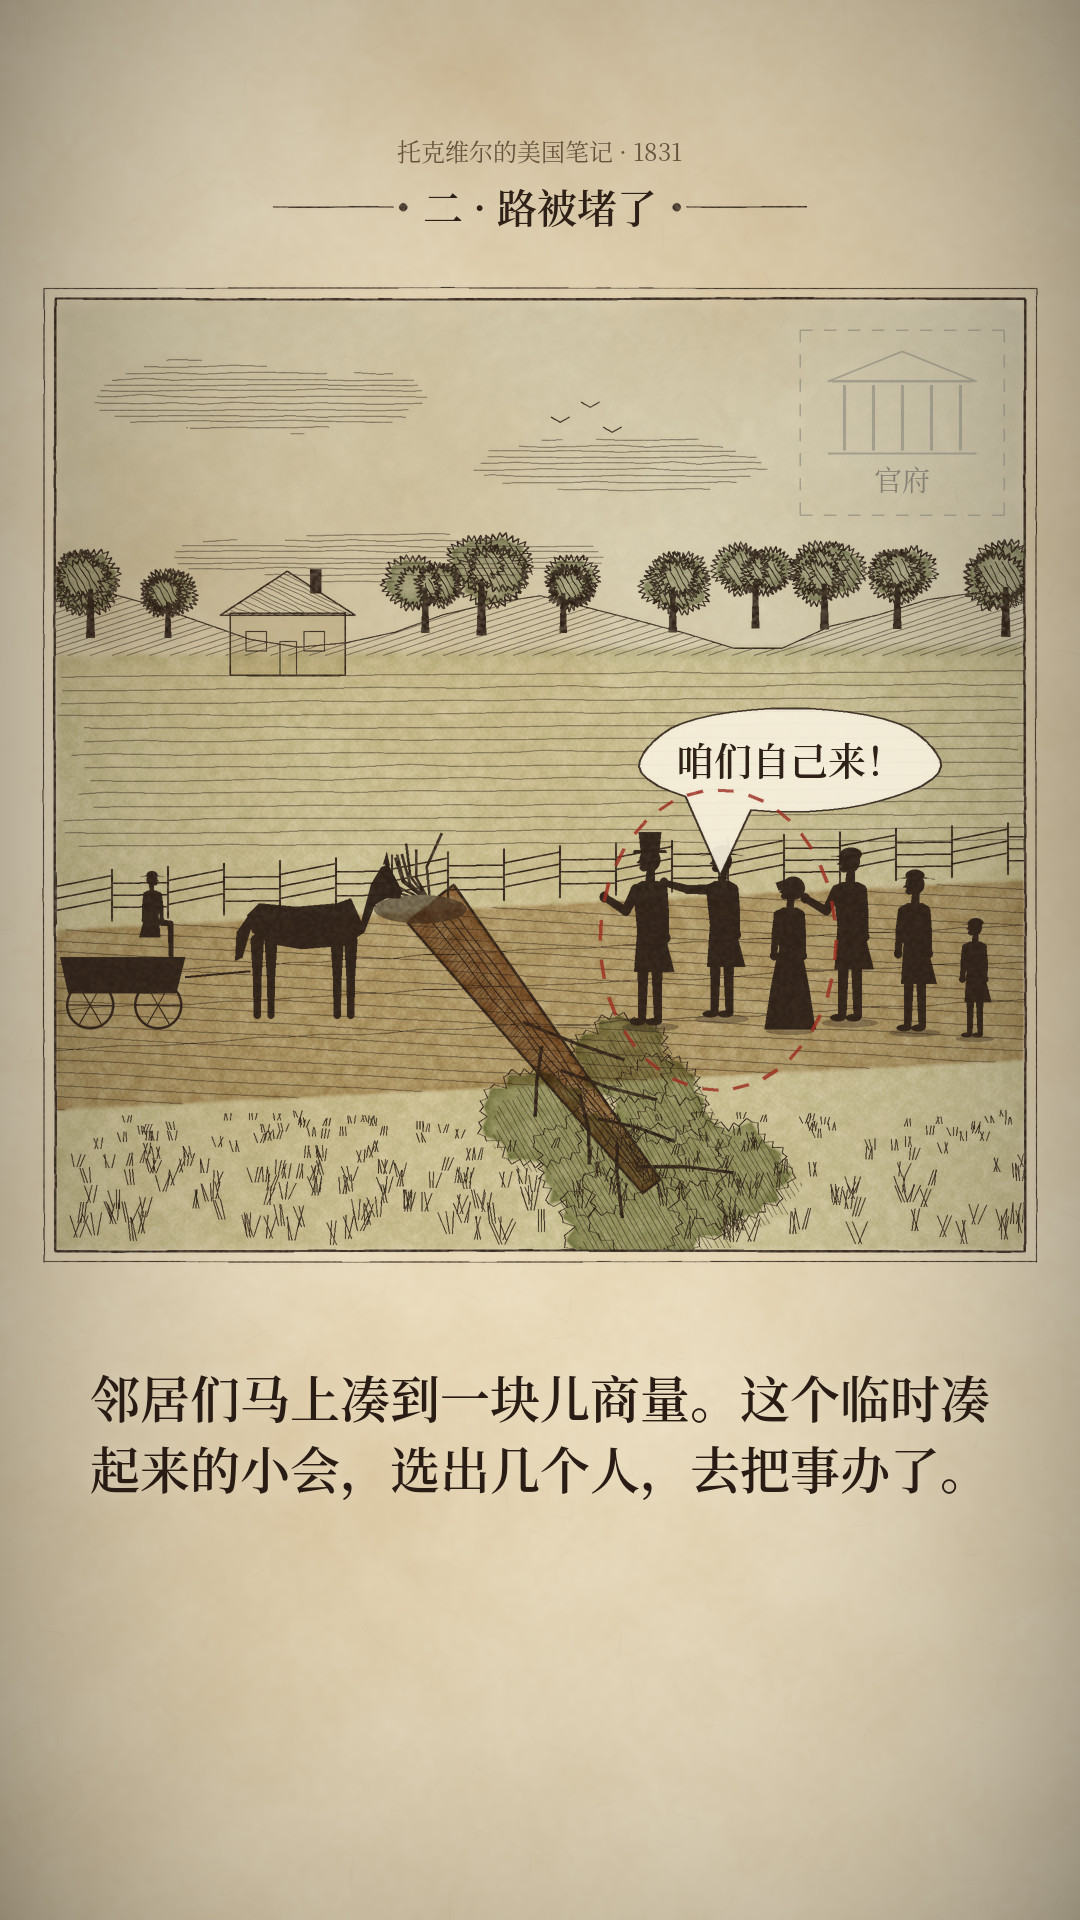 托克维尔的美国笔记 · 1831
二 · 路被堵了
官府
咱们自己来！
邻居们马上凑到一块儿商量。这个临时凑
起来的小会，选出几个人，去把事办了。